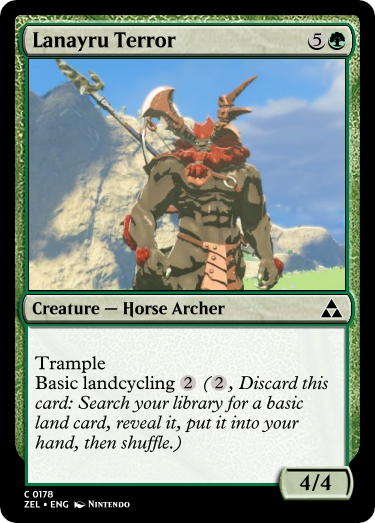 Lanayru Terror 5
Creature — Horse Archer
Trample
Basic landcycling 2 (2, Discard this
card: Search your library for a basic
land card, reveal it, put it into your
hand, then shuffle.)
4/4
C 0178
ZEL • ENG Nintendo